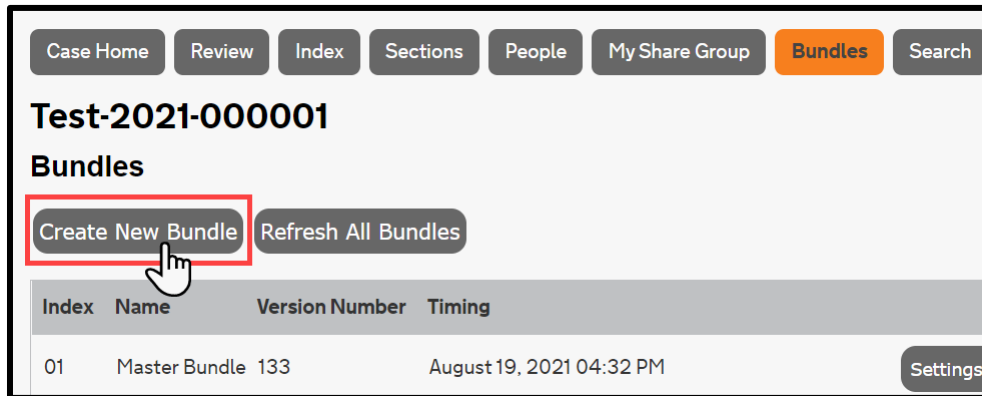 Case Home Review Index Sections People My Share Group Bundles Search
Test-2021-000001
Bundles
Create New Bundle Refresh All Bundles
Index Name Version Number Timing
01 Master Bundle 133 August 19, 2021 04:32 PM Settings